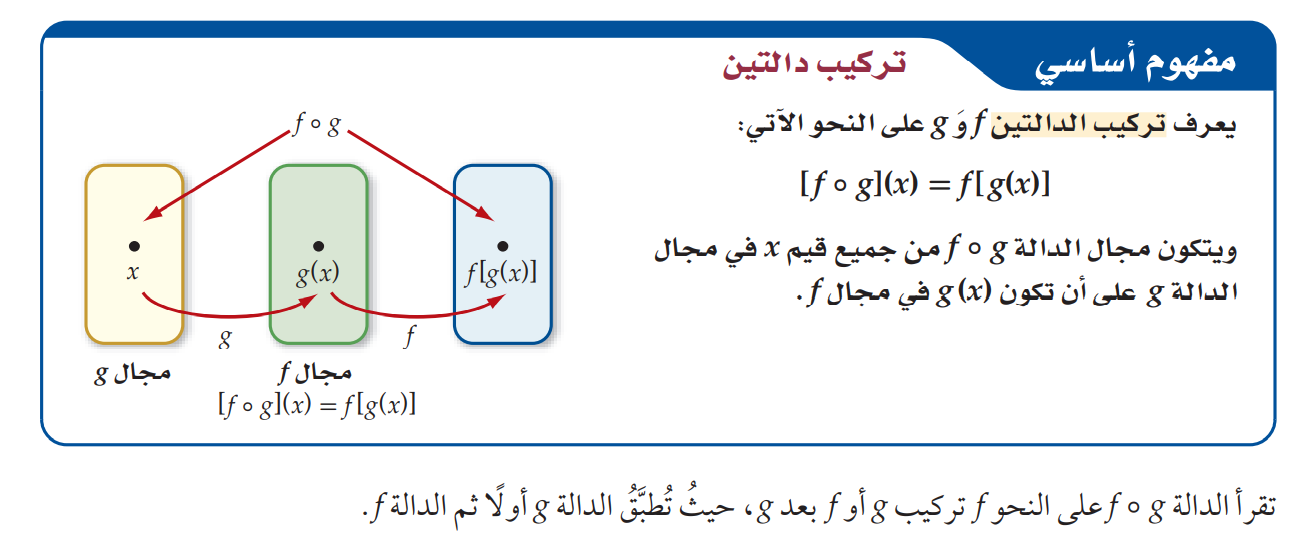 مفهوم أساسي
تركيب دالتين
يعرف تركيب الدالتين f وَ g على النحو الآتي:
[f ∘ g](x) = f[g(x)]
ويتكون مجال الدالة f ∘ g من جميع قيم x في مجال
الدالة g على أن تكون g(x) في مجال f.
f ∘ g
x
g(x)
f[g(x)]
g
f
مجال g
مجال f
[f ∘ g](x) = f[g(x)]
تقرأ الدالة f ∘ g على النحو f تركيب g أو f بعد g، حيثُ تُطبَّقُ الدالة g أولًا ثم الدالة f.